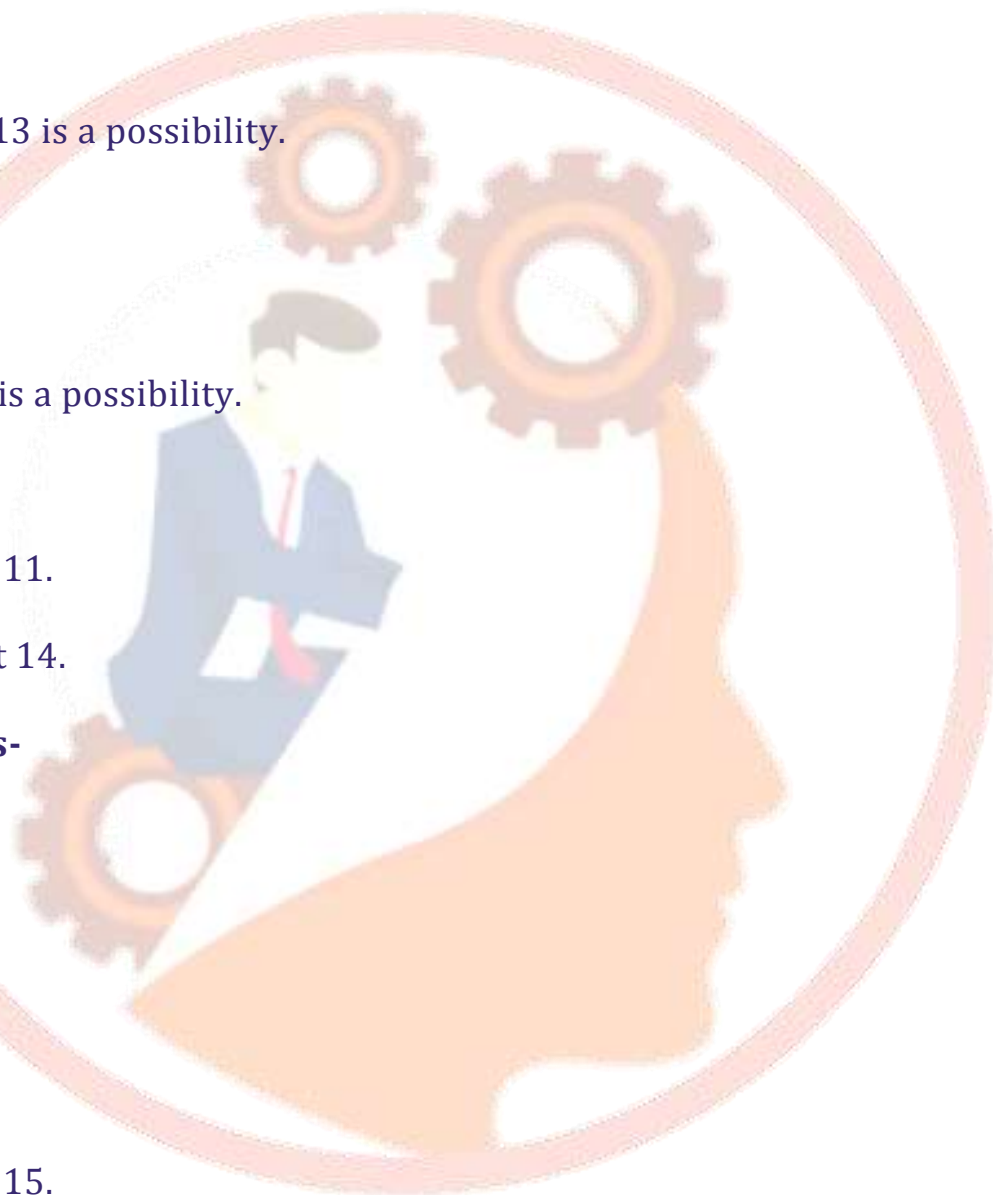 13 is a possibility.
is a possibility.
11.
t 14.
s-
15.